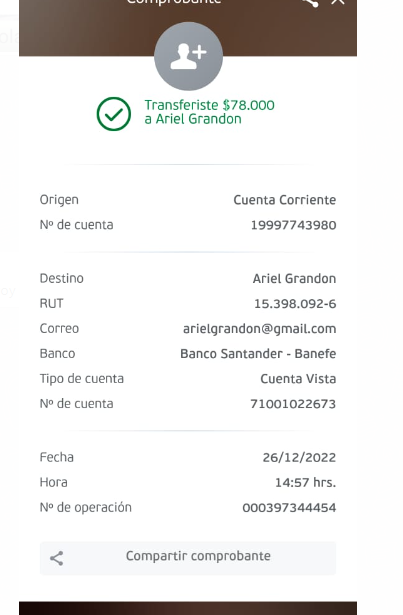 Comprobante
Transferiste $78.000
a Ariel Grandon
Origen Cuenta Corriente
Nº de cuenta 19997743980
Destino Ariel Grandon
RUT 15.398.092-6
Correo arielgrandon@gmail.com
Banco Banco Santander - Banefe
Tipo de cuenta Cuenta Vista
Nº de cuenta 71001022673
Fecha 26/12/2022
Hora 14:57 hrs.
Nº de operación 000397344454
Compartir comprobante